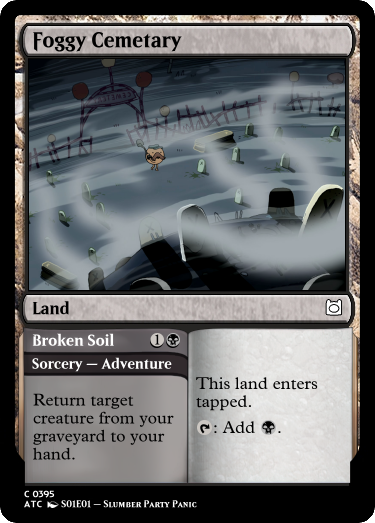 Foggy Cemetary
Land
Broken Soil 1
Sorcery — Adventure
Return target
creature from your
graveyard to your
hand.
This land enters
tapped.
: Add .
C 0395
ATC S01E01 – Slumber Party Panic